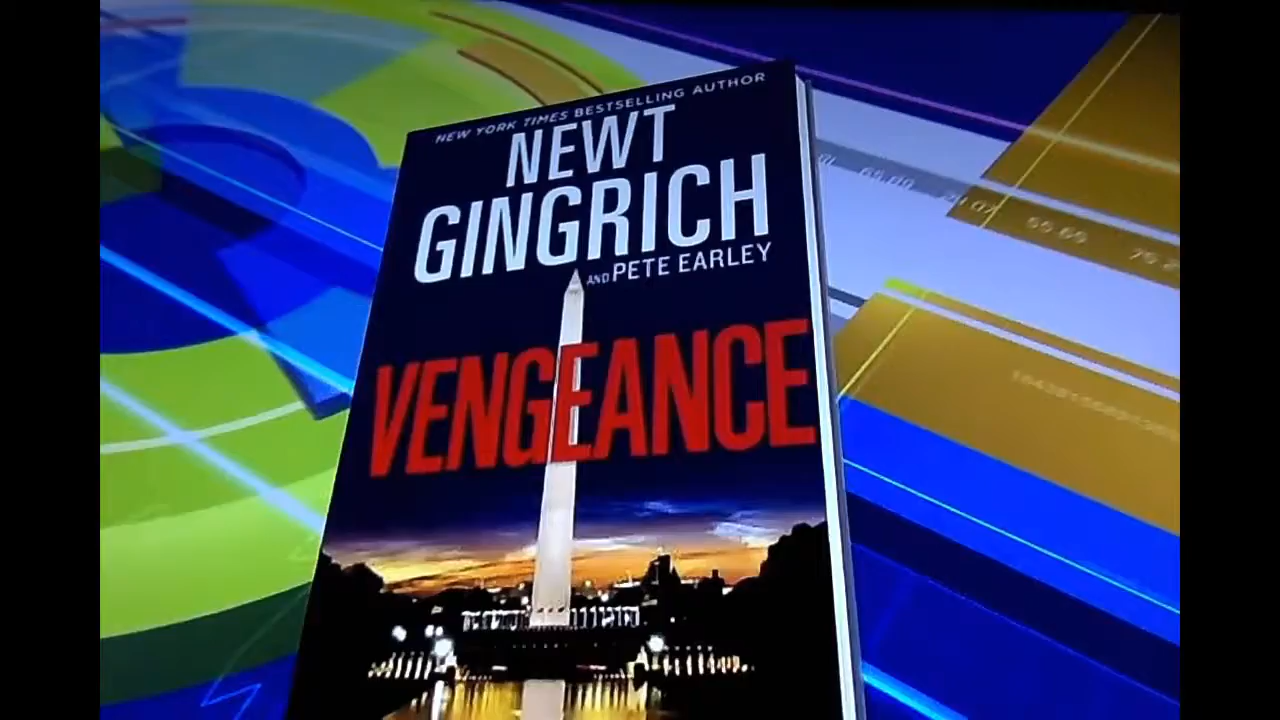 NEW YORK TIMES BESTSELLING AUTHOR
NEWT
GINGRICH
AND PETE EARLEY
VENGEANCE